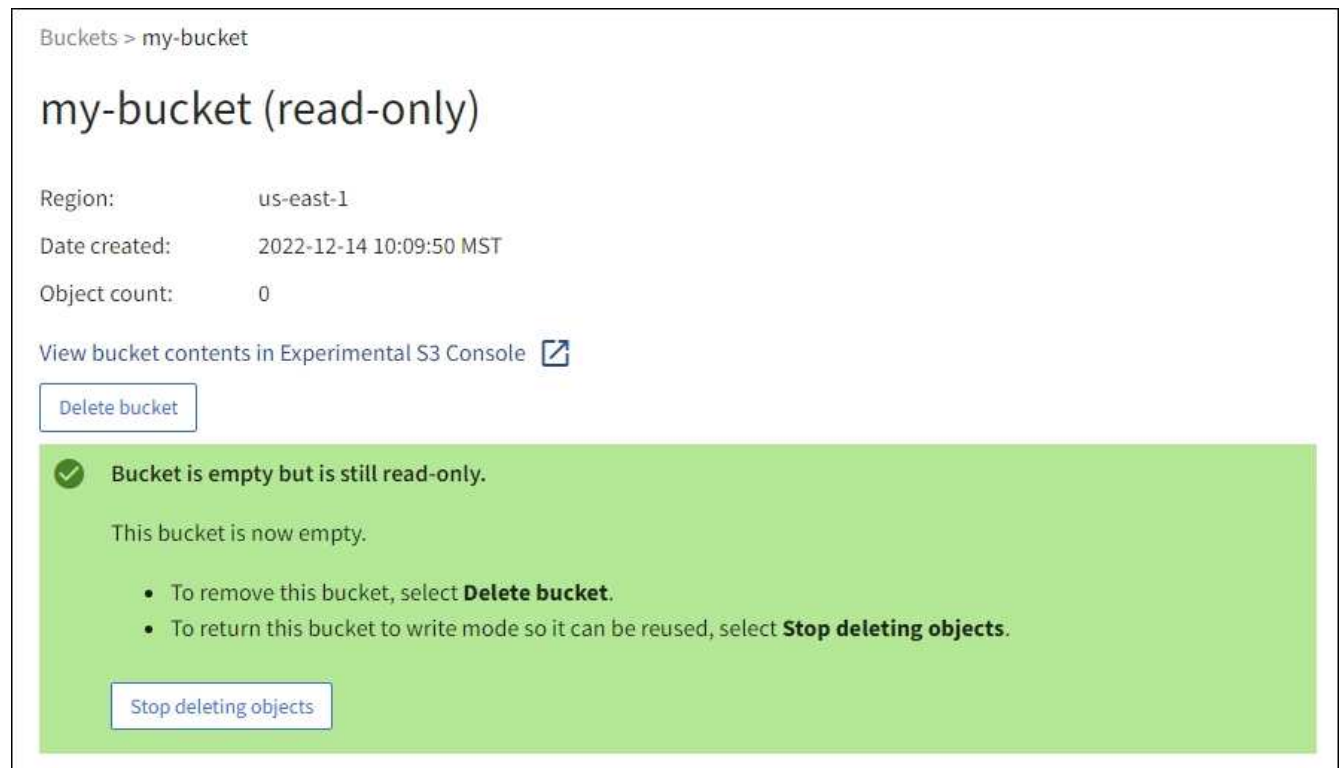 Buckets > my-bucket
my-bucket (read-only)
Region: us-east-1
Date created: 2022-12-14 10:09:50 MST
Object count: 0
View bucket contents in Experimental S3 Console
Delete bucket
Bucket is empty but is still read-only.
This bucket is now empty.
• To remove this bucket, select Delete bucket.
• To return this bucket to write mode so it can be reused, select Stop deleting objects.
Stop deleting objects